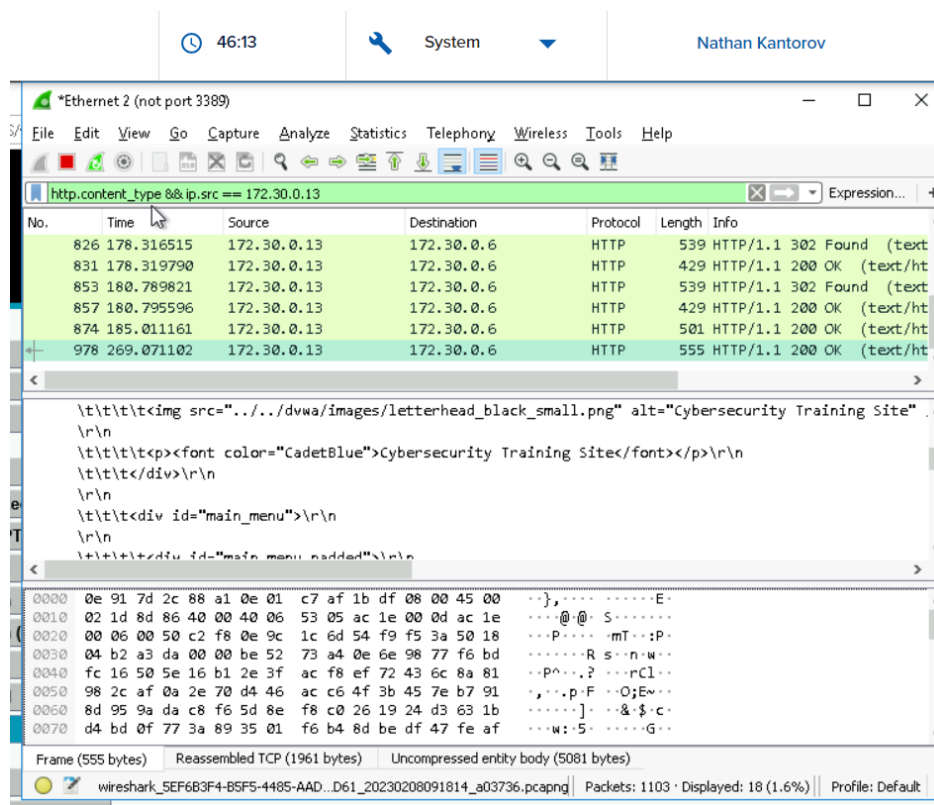 46:13 System Nathan Kantorov
*Ethernet 2 (not port 3389)
File Edit View Go Capture Analyze Statistics Telephony Wireless Tools Help
http.content_type && ip.src == 172.30.0.13 Expression... +
No. Time Source Destination Protocol Length Info
826 178.316515 172.30.0.13 172.30.0.6 HTTP 539 HTTP/1.1 302 Found (text
831 178.319790 172.30.0.13 172.30.0.6 HTTP 429 HTTP/1.1 200 OK (text/ht
853 180.789821 172.30.0.13 172.30.0.6 HTTP 539 HTTP/1.1 302 Found (text
857 180.795596 172.30.0.13 172.30.0.6 HTTP 429 HTTP/1.1 200 OK (text/ht
874 185.011161 172.30.0.13 172.30.0.6 HTTP 501 HTTP/1.1 200 OK (text/ht
978 269.071102 172.30.0.13 172.30.0.6 HTTP 555 HTTP/1.1 200 OK (text/ht
\t\t\t\t<img src="../../dvwa/images/letterhead_black_small.png" alt="Cybersecurity Training Site"
\r\n
\t\t\t\t<p><font color="CadetBlue">Cybersecurity Training Site</font></p>\r\n
\t\t\t</div>\r\n
\r\n
\t\t\t<div id="main_menu">\r\n
\r\n
\t\t\t\t<div id="main_menu_padded">\r\n
0000 0e 91 7d 2c 88 a1 0e 01 c7 af 1b df 08 00 45 00 ··},···· ······E·
0010 02 1d 8d 86 40 00 40 06 53 05 ac 1e 00 0d ac 1e ····@·@· S·······
0020 00 06 00 50 c2 f8 0e 9c 1c 6d 54 f9 f5 3a 50 18 ···P···· ·mT··:P·
0030 04 b2 a3 da 00 00 be 52 73 a4 0e 6e 98 77 f6 bd ·······R s··n·w··
0040 fc 16 50 5e 16 b1 2e 3f ac f8 ef 72 43 6c 8a 81 ··P^··.? ···rCl··
0050 98 2c af 0a 2e 70 d4 46 ac c6 4f 3b 45 7e b7 91 ·,··.p·F ··O;E~··
0060 8d 95 9a da c8 f6 5d 8e f8 c0 26 19 24 d3 63 1b ······]· ··&·$·c·
0070 d4 bd 0f 77 3a 89 35 01 f6 b4 8d be df 47 fe af ···w:·5· ·····G··
Frame (555 bytes) Reassembled TCP (1961 bytes) Uncompressed entity body (5081 bytes)
wireshark_5EF6B3F4-B5F5-4485-AAD...D61_20230208091814_a03736.pcapng Packets: 1103 · Displayed: 18 (1.6%) Profile: Default